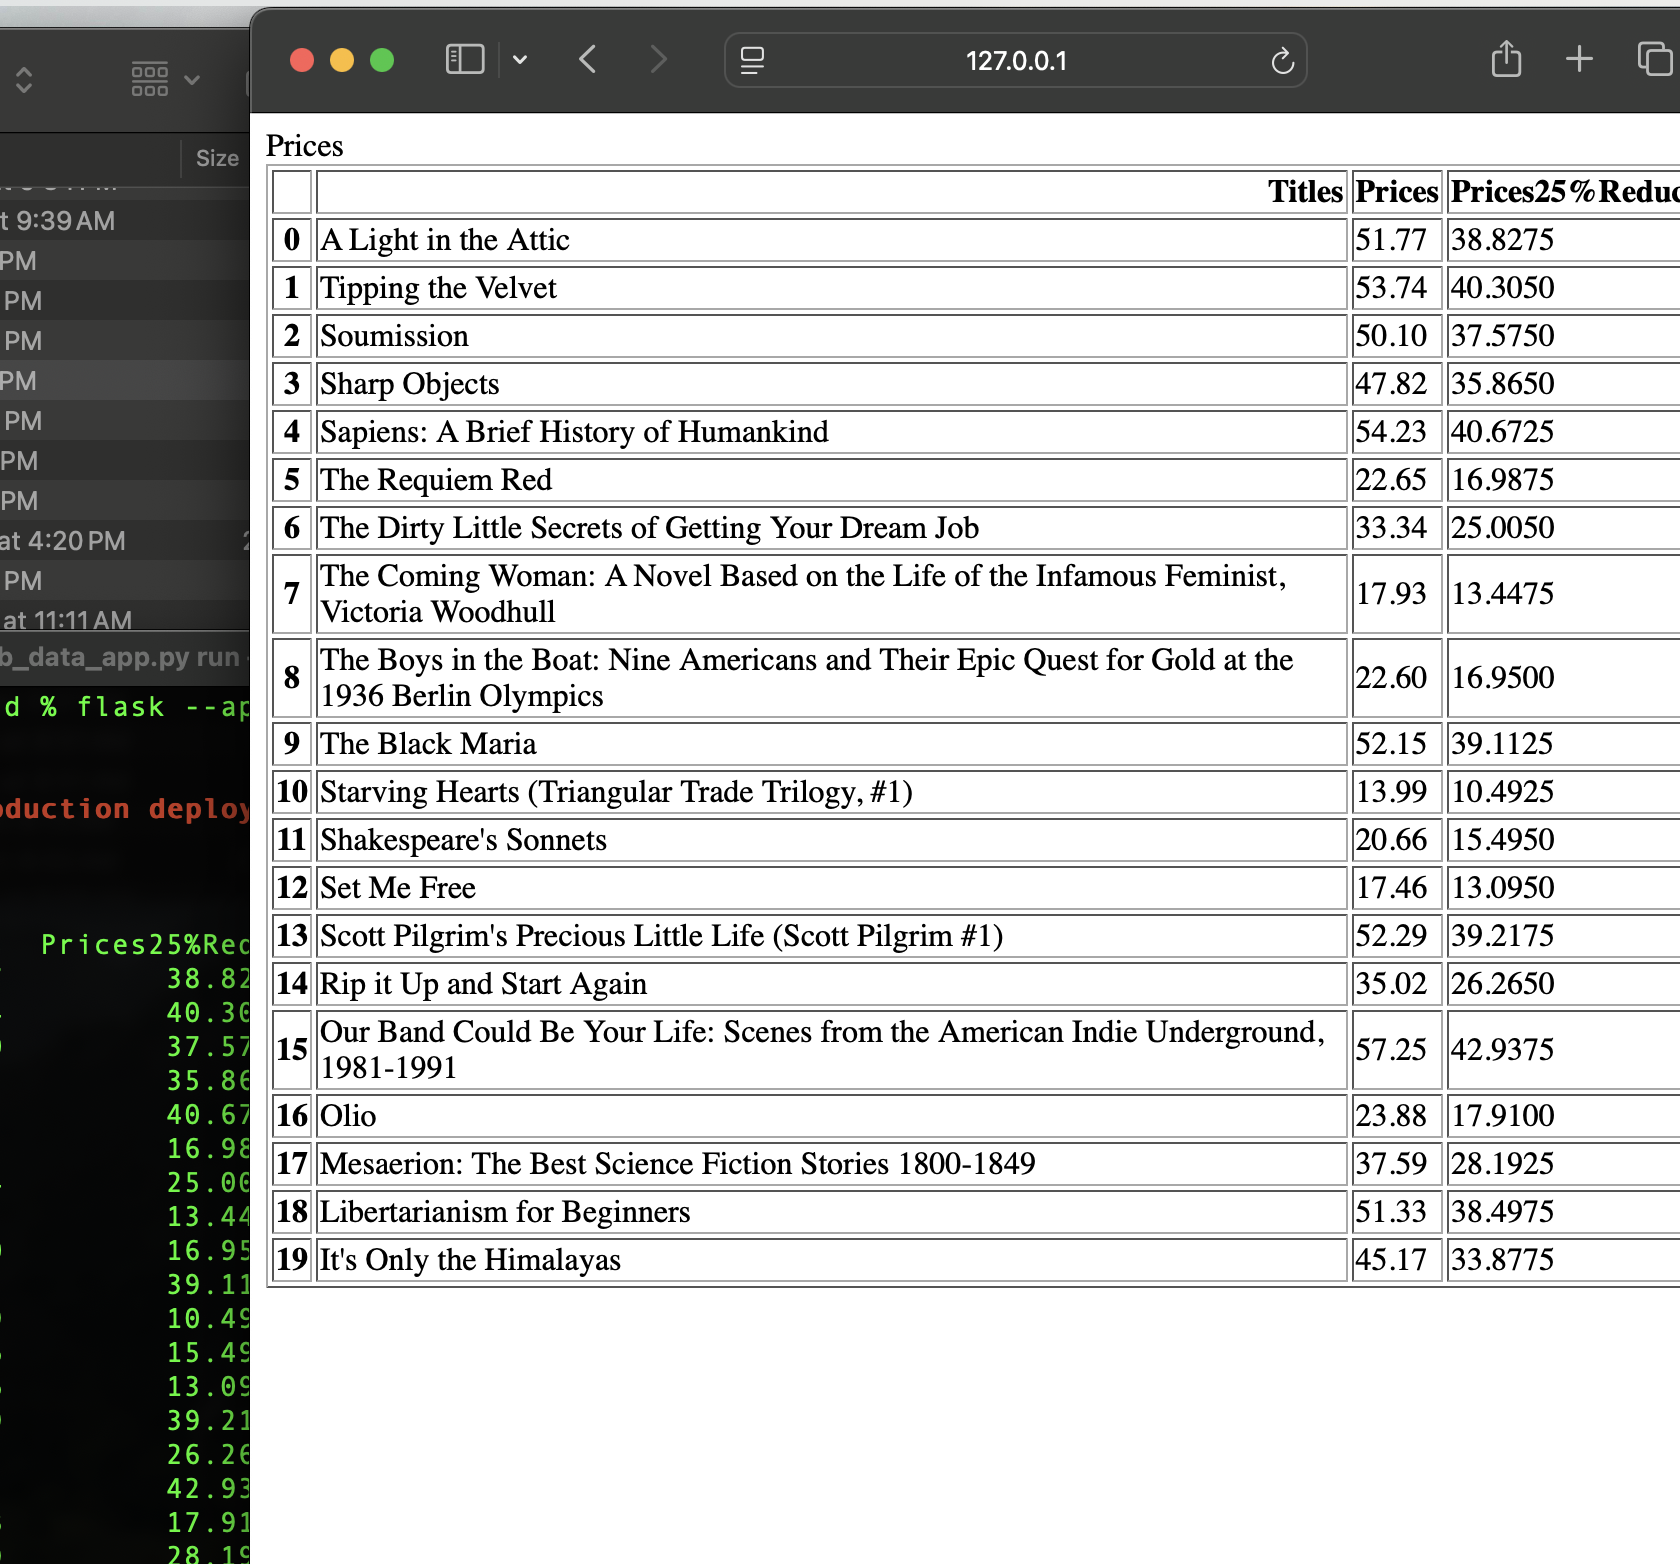 Size
t 9:39 AM
PM
PM
PM
PM
PM
PM
PM
at 4:20 PM
PM
at 11:11 AM
b_data_app.py run
d % flask --ap
oduction deploy
Prices25%Red
38.82
40.30
37.57
35.86
40.67
16.98
25.00
13.44
16.95
39.11
10.49
15.49
13.09
39.21
26.26
42.93
17.91
28.19
127.0.0.1
Prices
Titles Prices Prices25%Reduc
0 A Light in the Attic 51.77 38.8275
1 Tipping the Velvet 53.74 40.3050
2 Soumission 50.10 37.5750
3 Sharp Objects 47.82 35.8650
4 Sapiens: A Brief History of Humankind 54.23 40.6725
5 The Requiem Red 22.65 16.9875
6 The Dirty Little Secrets of Getting Your Dream Job 33.34 25.0050
7 The Coming Woman: A Novel Based on the Life of the Infamous Feminist,
Victoria Woodhull 17.93 13.4475
8 The Boys in the Boat: Nine Americans and Their Epic Quest for Gold at the
1936 Berlin Olympics 22.60 16.9500
9 The Black Maria 52.15 39.1125
10 Starving Hearts (Triangular Trade Trilogy, #1) 13.99 10.4925
11 Shakespeare's Sonnets 20.66 15.4950
12 Set Me Free 17.46 13.0950
13 Scott Pilgrim's Precious Little Life (Scott Pilgrim #1) 52.29 39.2175
14 Rip it Up and Start Again 35.02 26.2650
15 Our Band Could Be Your Life: Scenes from the American Indie Underground,
1981-1991 57.25 42.9375
16 Olio 23.88 17.9100
17 Mesaerion: The Best Science Fiction Stories 1800-1849 37.59 28.1925
18 Libertarianism for Beginners 51.33 38.4975
19 It's Only the Himalayas 45.17 33.8775